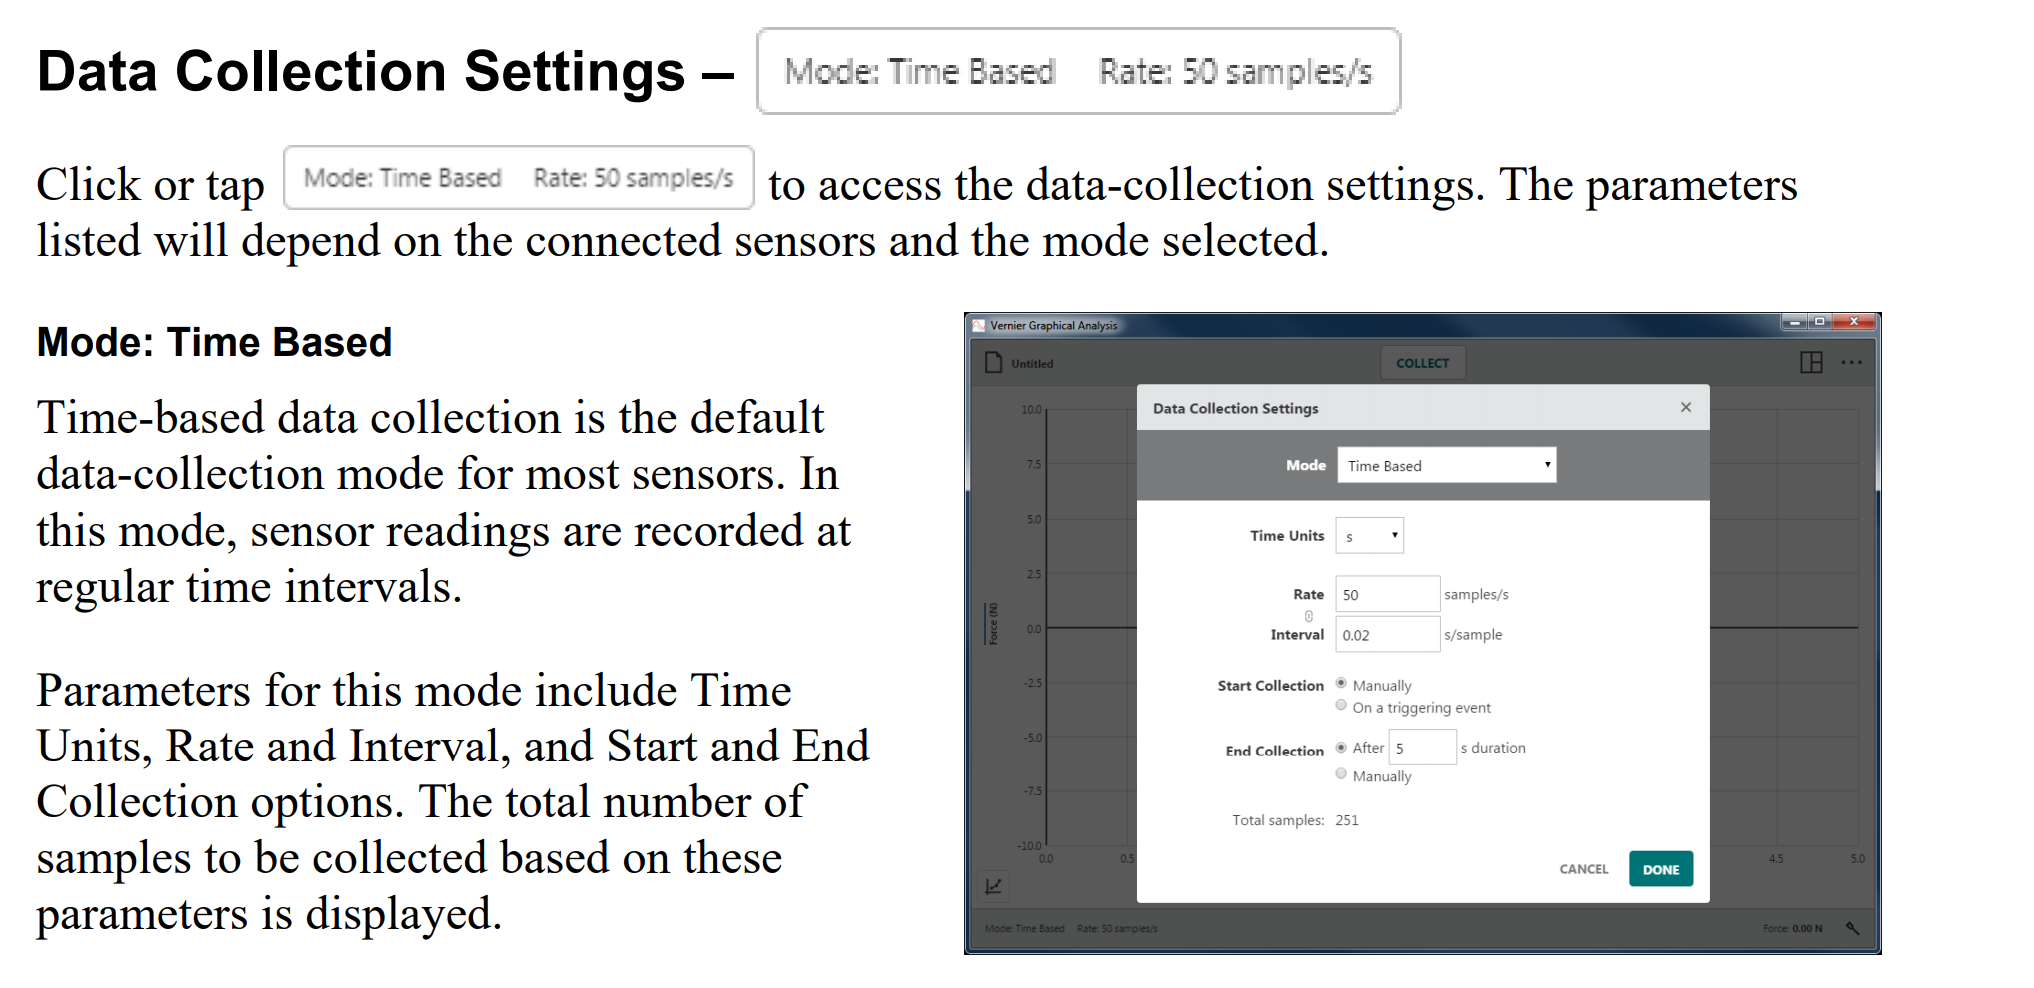 Data Collection Settings – Mode: Time Based Rate: 50 samples/s
Click or tap Mode: Time Based Rate: 50 samples/s to access the data-collection settings. The parameters
listed will depend on the connected sensors and the mode selected.
Mode: Time Based
Time-based data collection is the default
data-collection mode for most sensors. In
this mode, sensor readings are recorded at
regular time intervals.
Parameters for this mode include Time
Units, Rate and Interval, and Start and End
Collection options. The total number of
samples to be collected based on these
parameters is displayed.
Vernier Graphical Analysis
Untitled
COLLECT
Data Collection Settings
Mode Time Based
Time Units s
Rate 50 samples/s
Interval 0.02 s/sample
Start Collection Manually
On a triggering event
End Collection After 5 s duration
Manually
Total samples: 251
CANCEL DONE
Force (N)
10.0
7.5
5.0
2.5
0.0
-2.5
-5.0
-7.5
-10.0
0.0 0.5 4.5 5.0
Mode: Time Based Rate: 50 samples/s
Force: 0.00 N